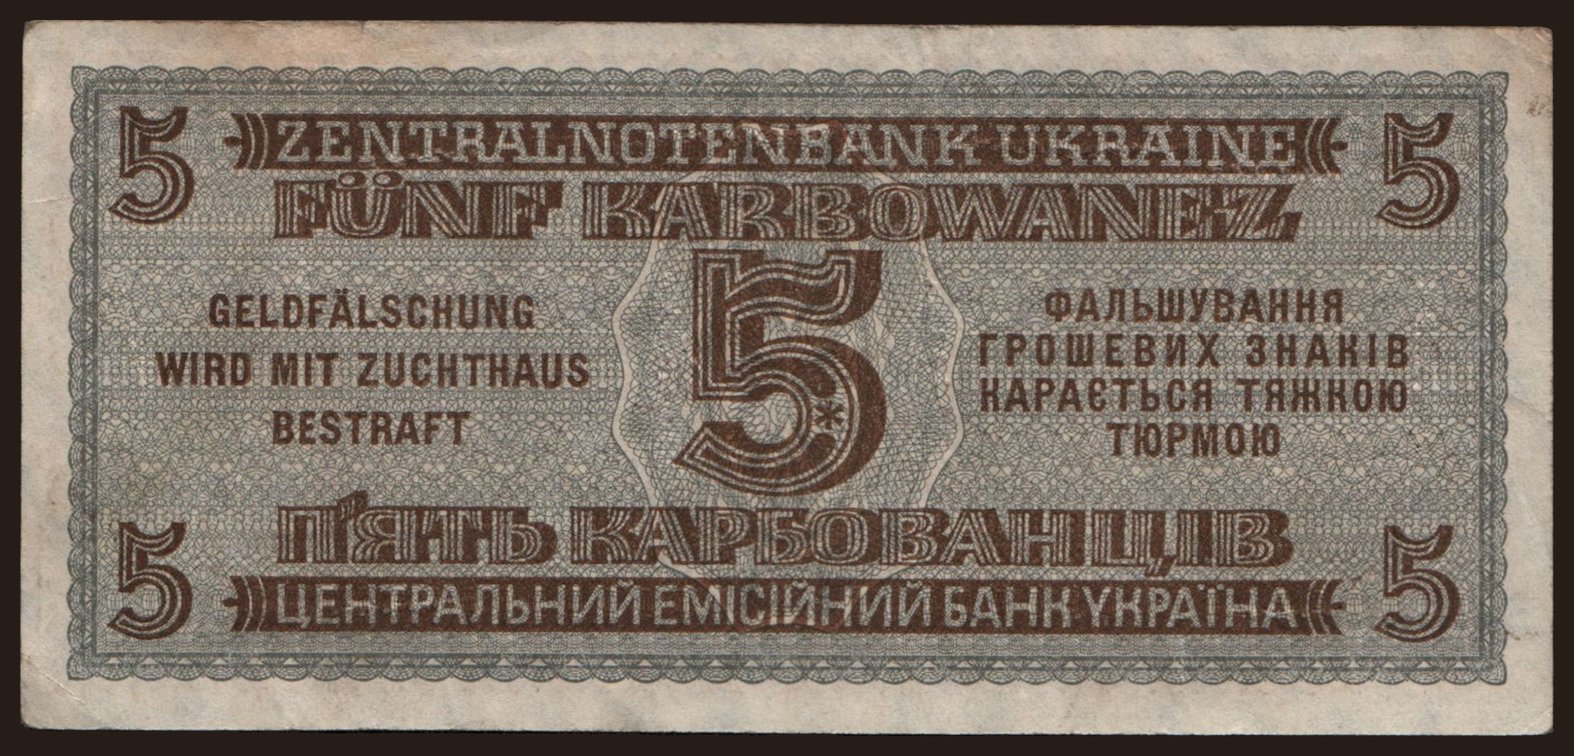 5 ZENTRALNOTENBANK UKRAINE 5
FÜNF KARBOWANEZ
5
GELDFÄLSCHUNG
WIRD MIT ZUCHTHAUS
BESTRAFT
ФАЛЬШУВАННЯ
ГРОШЕВИХ ЗНАКІВ
КАРАЄТЬСЯ ТЯЖКОЮ
ТЮРМОЮ
П'ЯТЬ КАРБОВАНЦІВ
5 ЦЕНТРАЛЬНИЙ ЕМІСІЙНИЙ БАНК УКРАЇНА 5